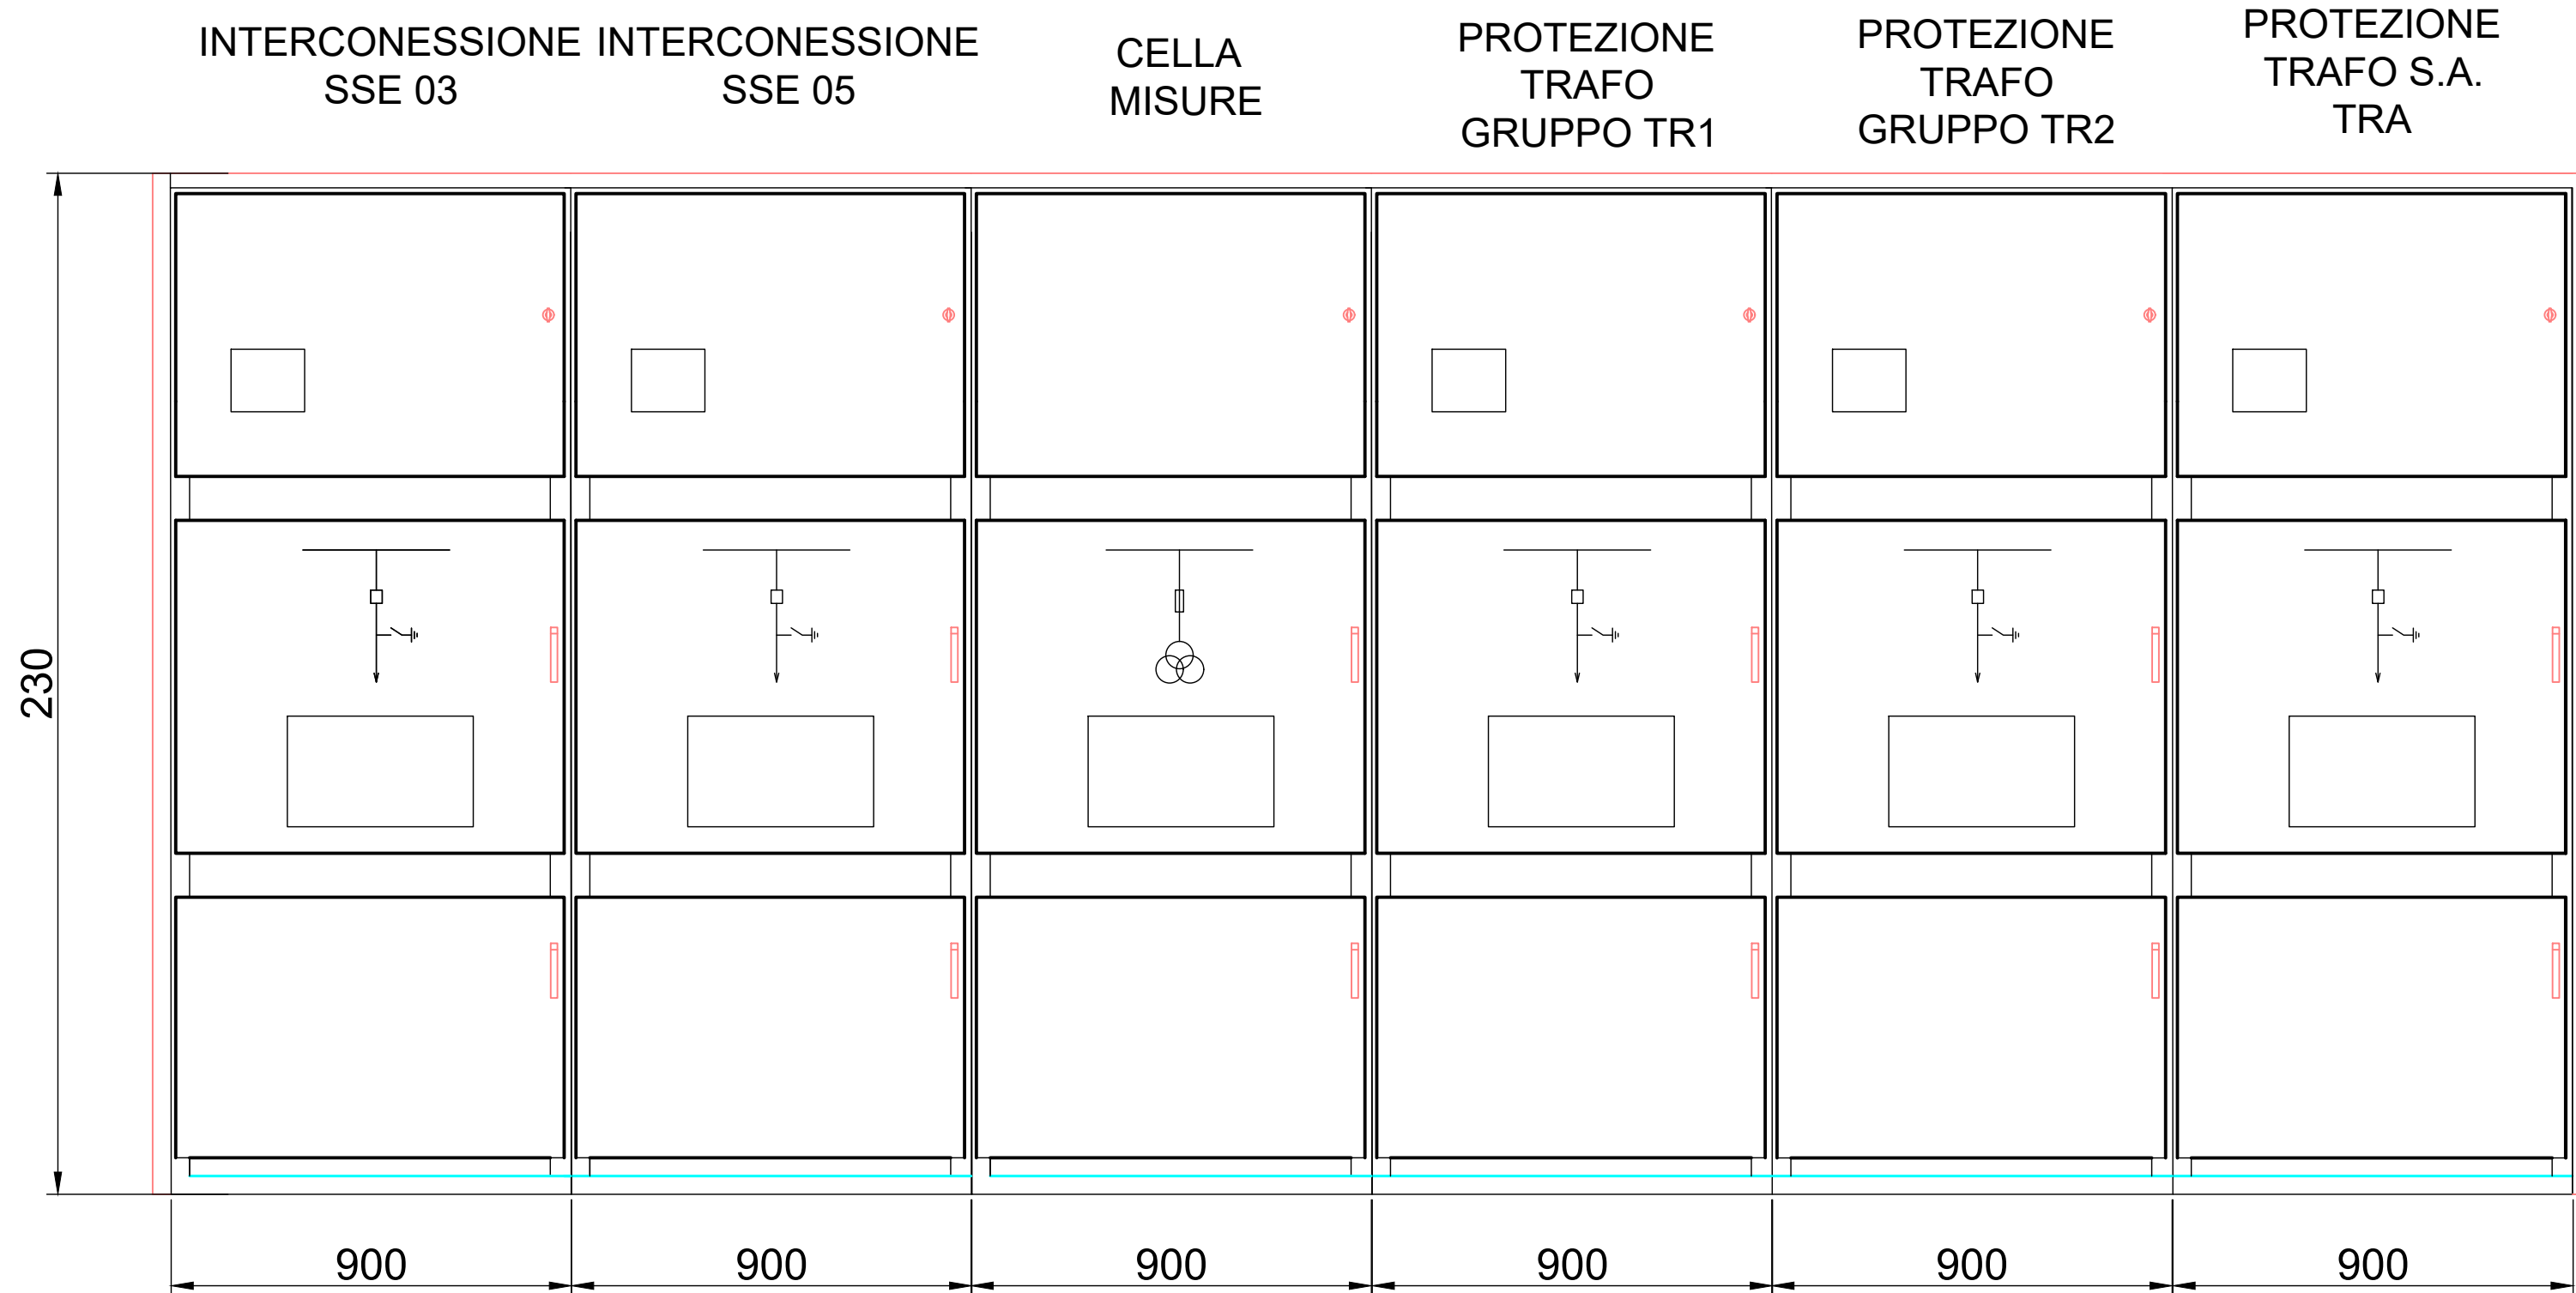 INTERCONESSIONE
SSE 03
INTERCONESSIONE
SSE 05
CELLA
MISURE
PROTEZIONE
TRAFO
GRUPPO TR1
PROTEZIONE
TRAFO
GRUPPO TR2
PROTEZIONE
TRAFO S.A.
TRA
230
900
900
900
900
900
900